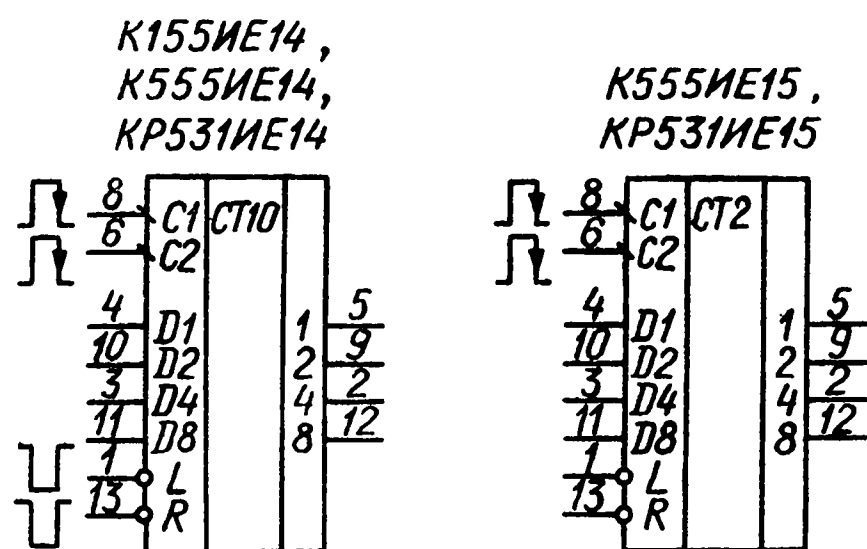 К155ИЕ14,
К555ИЕ14,
КР531ИЕ14
8 C1 CT10
6 C2
4 D1 1 5
10 D2 2 9
3 D4 4 2
11 D8 8 12
1 L
13 R
К555ИЕ15,
КР531ИЕ15
8 C1 CT2
6 C2
4 D1 1 5
10 D2 2 9
3 D4 4 2
11 D8 8 12
1 L
13 R